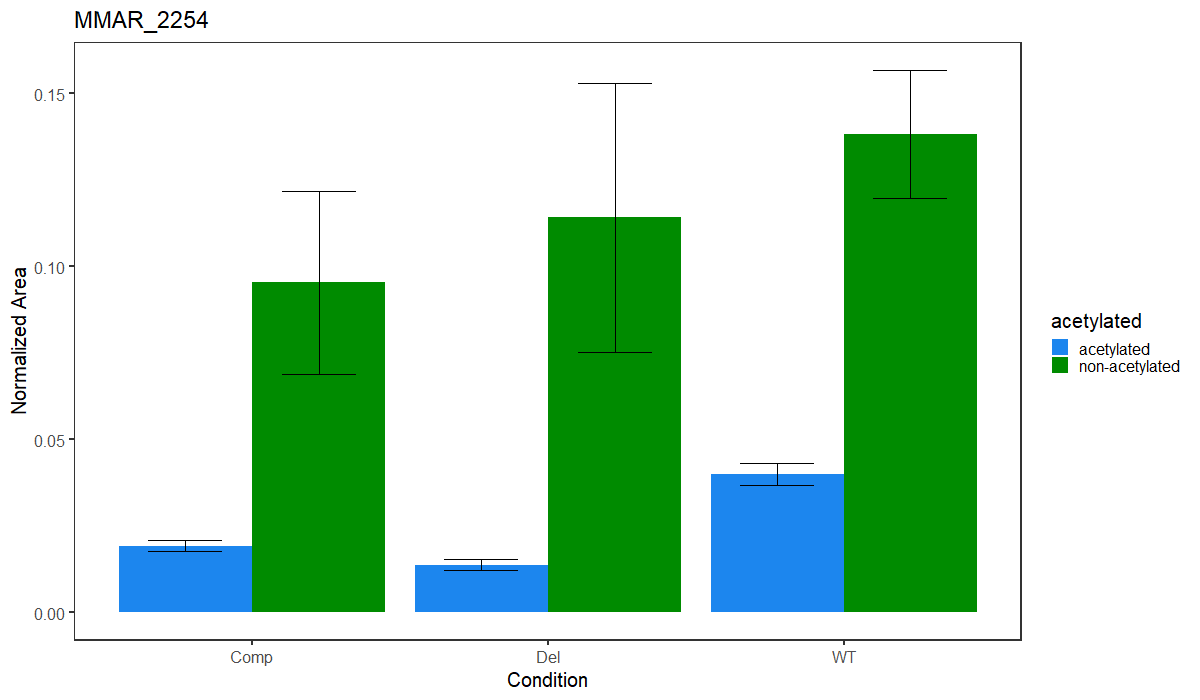 MMAR_2254
Normalized Area
0.15
0.10
0.05
0.00
Comp
Del
WT
Condition
acetylated
acetylated
non-acetylated